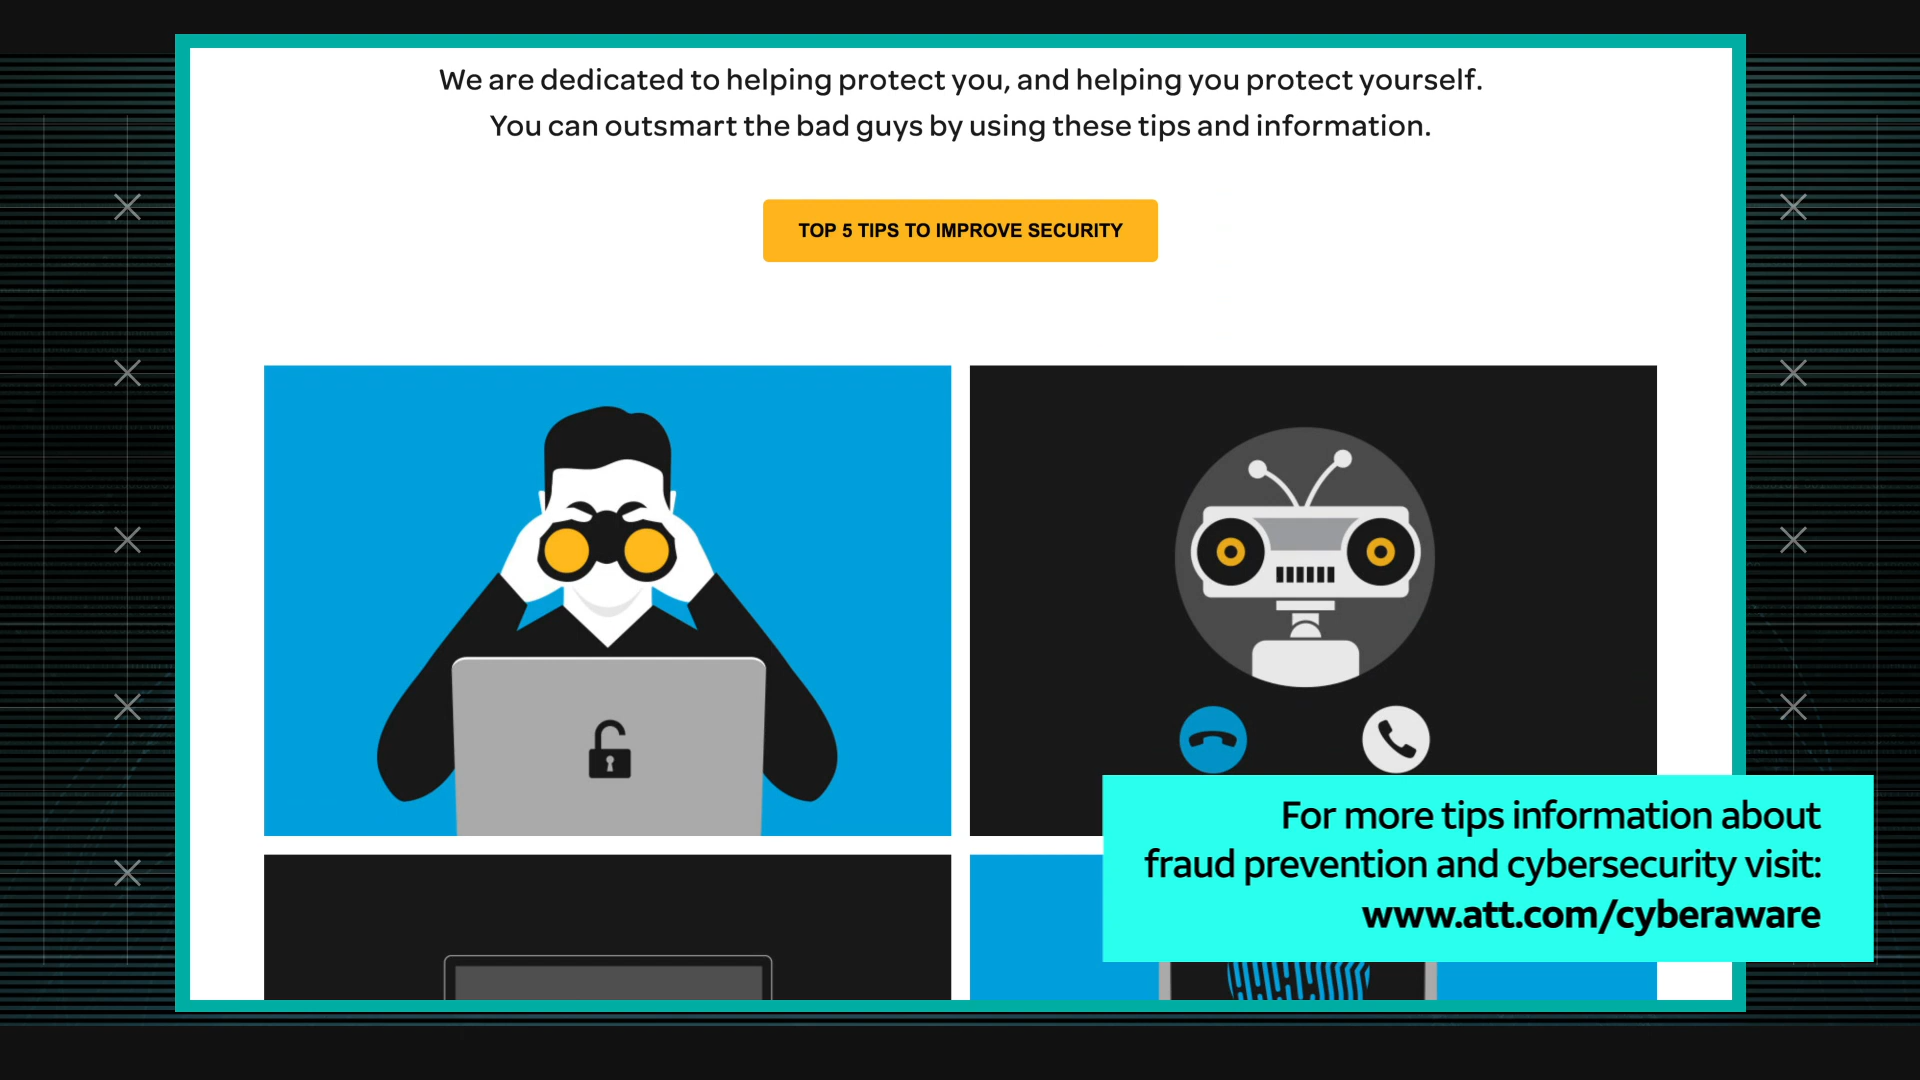 We are dedicated to helping protect you, and helping you protect yourself.
You can outsmart the bad guys by using these tips and information.
TOP 5 TIPS TO IMPROVE SECURITY
For more tips information about
fraud prevention and cybersecurity visit:
www.att.com/cyberaware